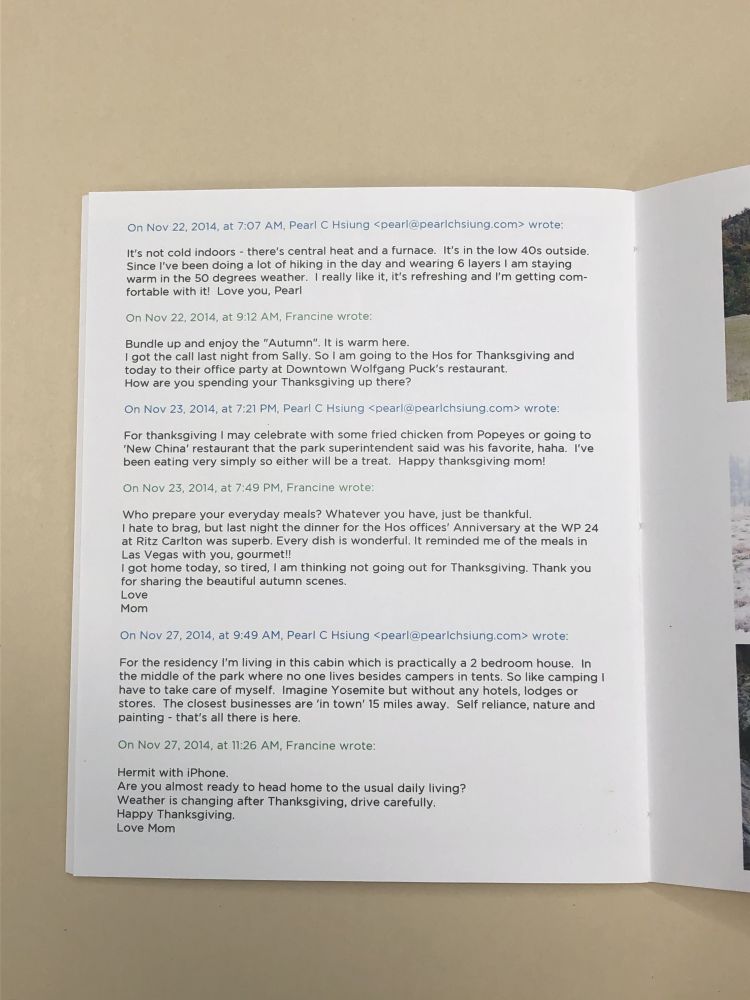 On Nov 22, 2014, at 7:07 AM, Pearl C Hsiung <pearl@pearlchsiung.com> wrote:
It's not cold indoors - there's central heat and a furnace. It's in the low 40s outside.
Since I've been doing a lot of hiking in the day and wearing 6 layers I am staying
warm in the 50 degrees weather. I really like it, it's refreshing and I'm getting com-
fortable with it! Love you, Pearl
On Nov 22, 2014, at 9:12 AM, Francine wrote:
Bundle up and enjoy the "Autumn". It is warm here.
I got the call last night from Sally. So I am going to the Hos for Thanksgiving and
today to their office party at Downtown Wolfgang Puck's restaurant.
How are you spending your Thanksgiving up there?
On Nov 23, 2014, at 7:21 PM, Pearl C Hsiung <pearl@pearlchsiung.com> wrote:
For thanksgiving I may celebrate with some fried chicken from Popeyes or going to
'New China' restaurant that the park superintendent said was his favorite, haha. I've
been eating very simply so either will be a treat. Happy thanksgiving mom!
On Nov 23, 2014, at 7:49 PM, Francine wrote:
Who prepare your everyday meals? Whatever you have, just be thankful.
I hate to brag, but last night the dinner for the Hos offices' Anniversary at the WP 24
at Ritz Carlton was superb. Every dish is wonderful. It reminded me of the meals in
Las Vegas with you, gourmet!!
I got home today, so tired, I am thinking not going out for Thanksgiving. Thank you
for sharing the beautiful autumn scenes.
Love
Mom
On Nov 27, 2014, at 9:49 AM, Pearl C Hsiung <pearl@pearlchsiung.com> wrote:
For the residency I'm living in this cabin which is practically a 2 bedroom house. In
the middle of the park where no one lives besides campers in tents. So like camping I
have to take care of myself. Imagine Yosemite but without any hotels, lodges or
stores. The closest businesses are 'in town' 15 miles away. Self reliance, nature and
painting - that's all there is here.
On Nov 27, 2014, at 11:26 AM, Francine wrote:
Hermit with iPhone.
Are you almost ready to head home to the usual daily living?
Weather is changing after Thanksgiving, drive carefully.
Happy Thanksgiving.
Love Mom